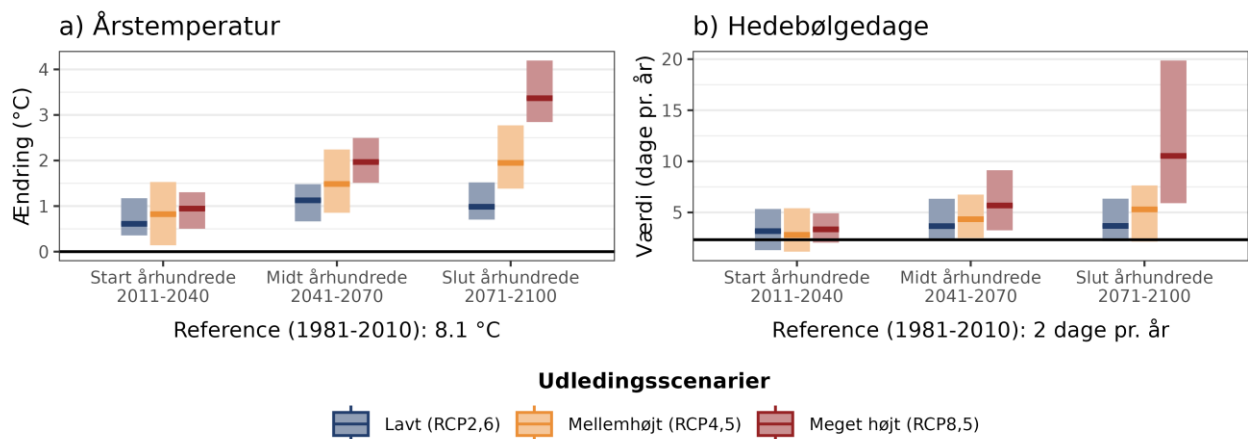 a) Årstemperatur
Ændring (°C)
4
3
2
1
0
Start århundrede
2011-2040
Midt århundrede
2041-2070
Slut århundrede
2071-2100
Reference (1981-2010): 8.1 °C
b) Hedebølgedage
Værdi (dage pr. år)
20
15
10
5
Start århundrede
2011-2040
Midt århundrede
2041-2070
Slut århundrede
2071-2100
Reference (1981-2010): 2 dage pr. år
Udledingsscenarier
Lavt (RCP2,6)
Mellemhøjt (RCP4,5)
Meget højt (RCP8,5)